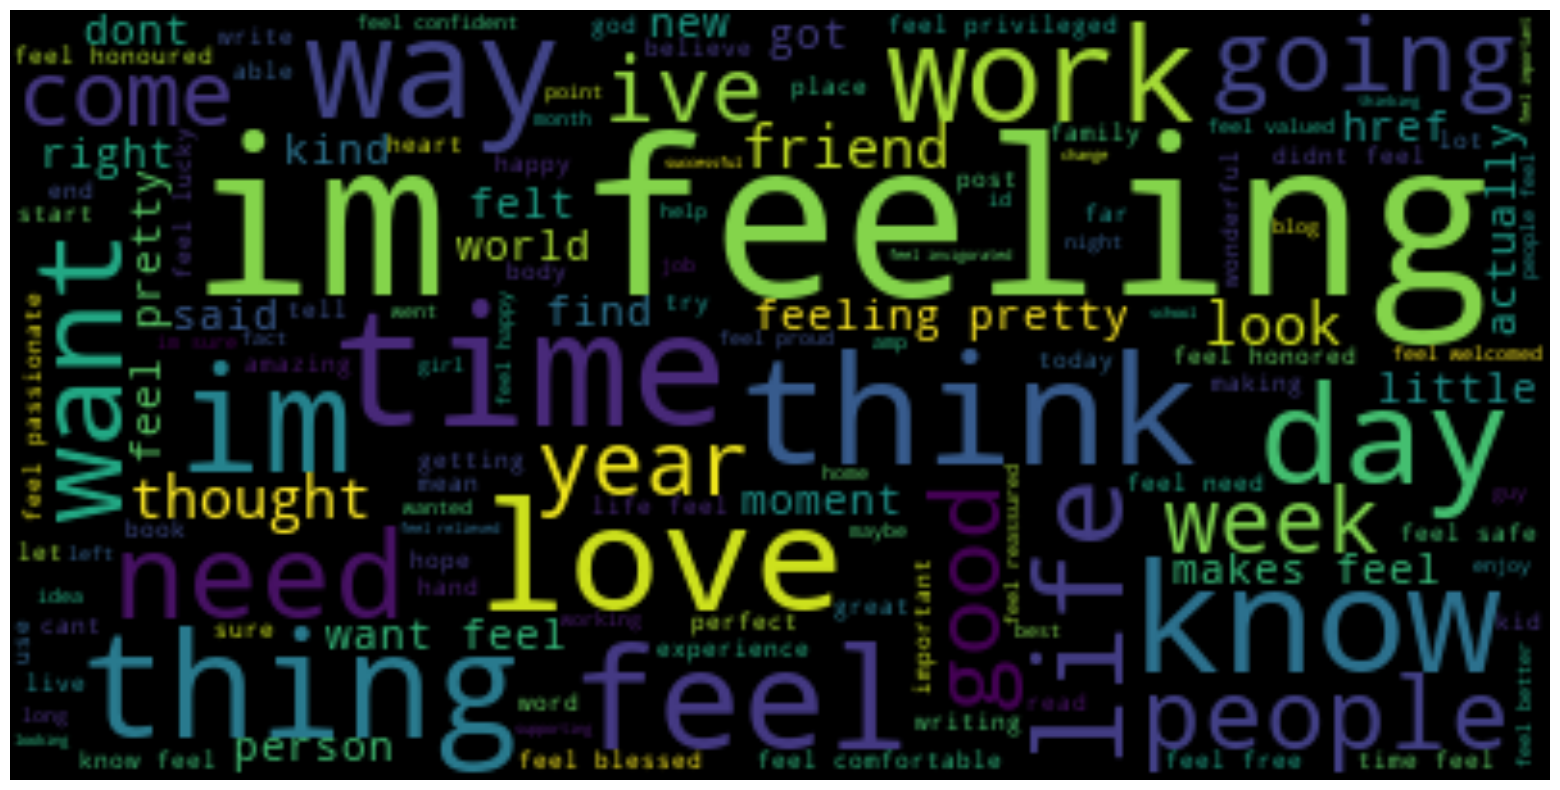 dont
write
feel confident
god
new
got
feel privileged
feel important
feel honoured
come
able
way
believe
ive
point
place
work
going
month
thinking
right
feel lucky
kind
heart
happy
successful
friend
family
change
feel valued
href
lot
didnt feel
actually
end
start
im feeling
felt
help
post
id
far
night
wonderful
blog
people feel
want
feel pretty
world
body
job
feel invigorated
said
tell
went
feel happy
find
try
feeling pretty
school
look
im sure
fact
time
feel proud
amp
today
feel honored
feel welcomed
feel passionate
amazing
girl
im
think
making
little
day
thought
getting
mean
year
home
moment
feel need
guy
wanted
life feel
book
feel relieved
love
maybe
good
feel reassured
life
week
feel safe
let
left
need
hope
hand
makes feel
enjoy
idea
great
know
use
cant
sure
want feel
working
perfect
important
best
kid
thing
feel
experience
live
long
word
read
people
feel better
looking
supporting
writing
know feel
person
feel blessed
feel comfortable
feel free
time feel